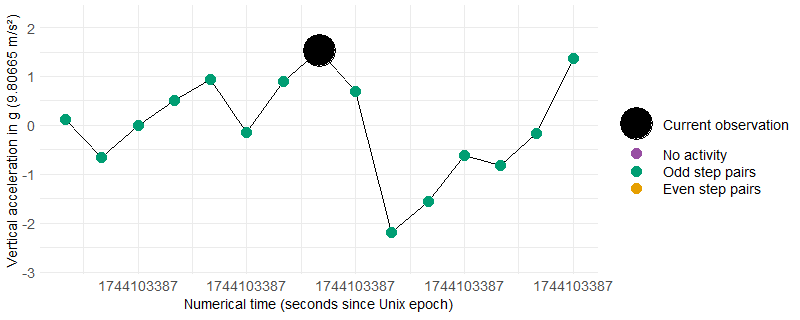 Vertical acceleration in g (9.80665 m/s²)
2
1
0
-1
-2
-3
1744103387 1744103387 1744103387 1744103387 1744103387
Numerical time (seconds since Unix epoch)
Current observation
No activity
Odd step pairs
Even step pairs